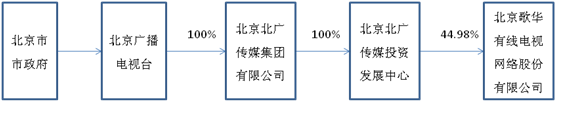 北京市
市政府
北京广播
电视台
100%
北京北广
传媒集团
有限公司
100%
北京北广
传媒投资
发展中心
44.98%
北京歌华
有线电视
网络股份
有限公司